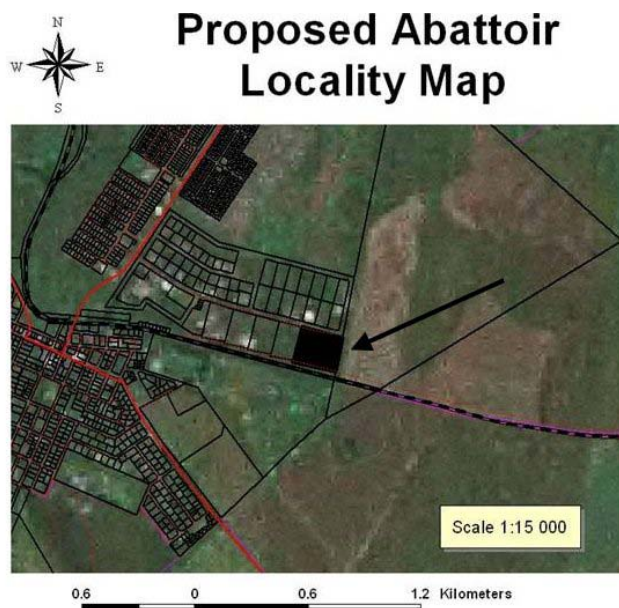 N
Proposed Abattoir
W E
Locality Map
S
Scale 1:15 000
0.6 0 0.6 1.2 Kilometers